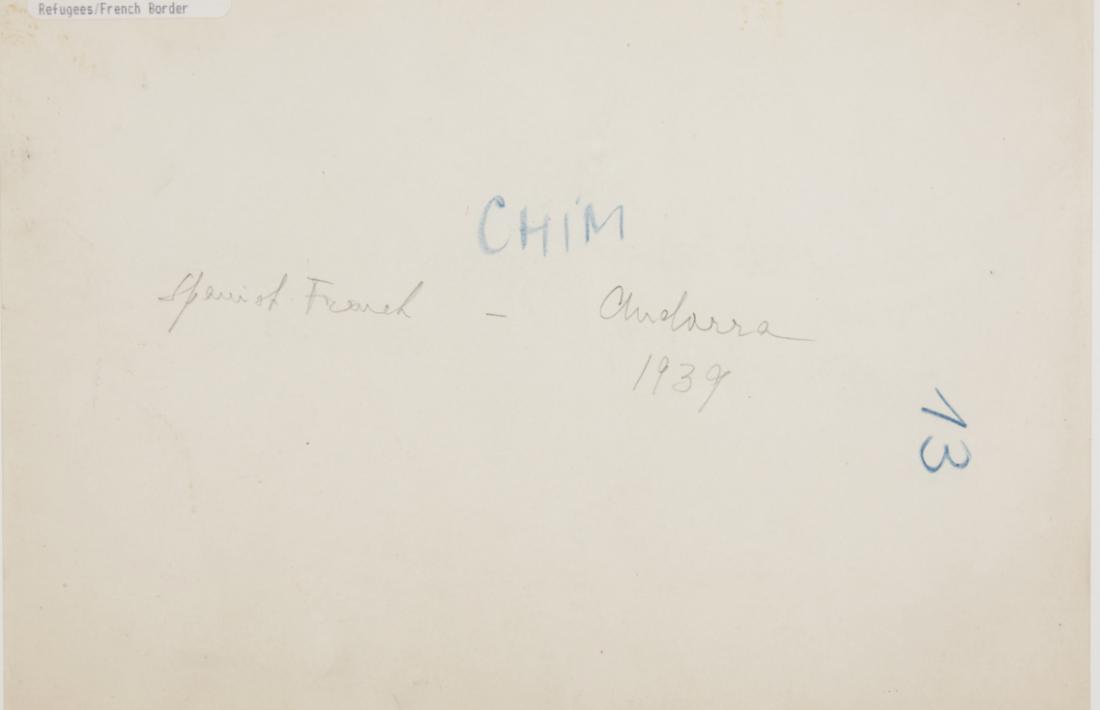 Refugees/French Border
CHIM
Spanish French - Andorra
1939
13